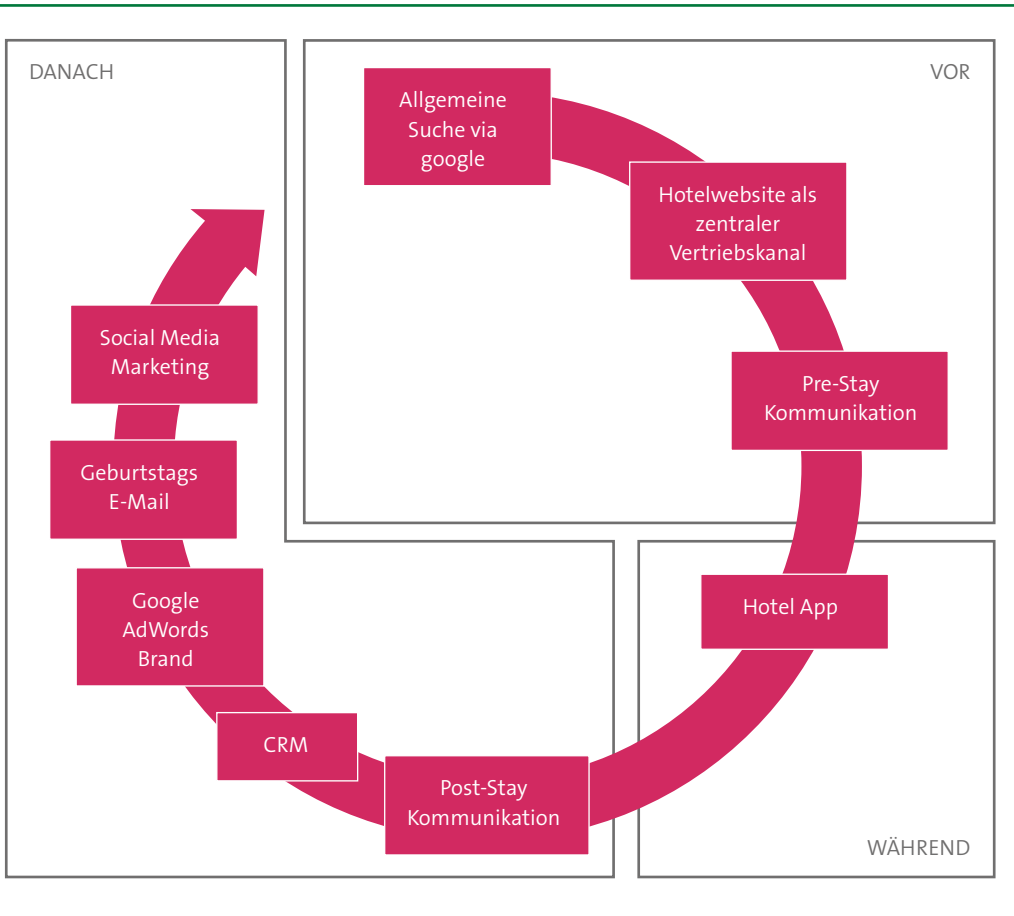 DANACH
VOR
Allgemeine
Suche via
google
Hotelwebsite als
zentraler
Vertriebskanal
Pre-Stay
Kommunikation
Hotel App
WÄHREND
Post-Stay
Kommunikation
CRM
Google
AdWords
Brand
Geburtstags
E-Mail
Social Media
Marketing